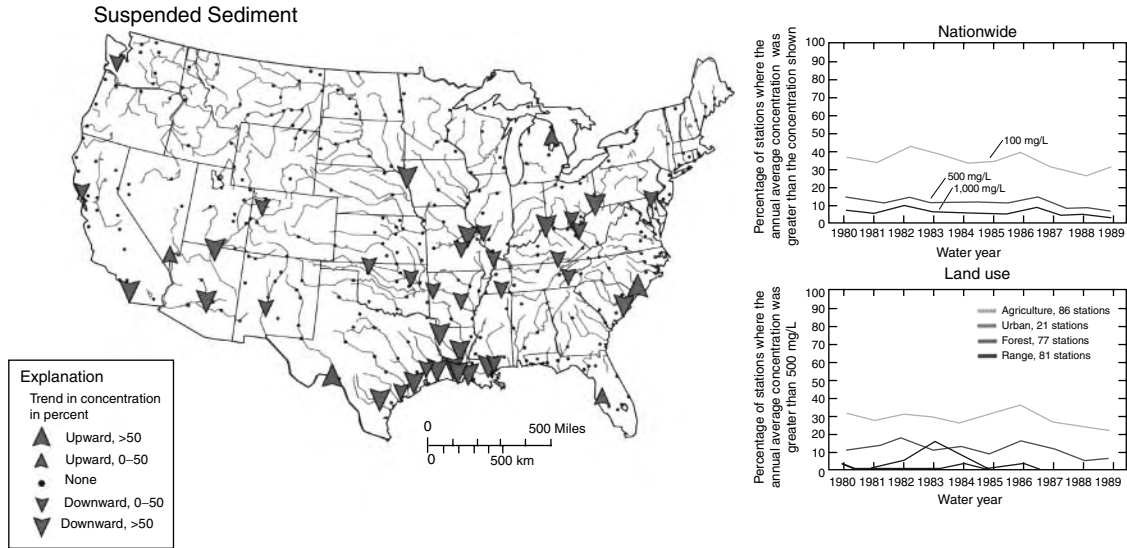 Suspended Sediment
Explanation
Trend in concentration
in percent
Upward, >50
Upward, 0–50
None
Downward, 0–50
Downward, >50
0 500 Miles
0 500 km
Nationwide
Percentage of stations where the
annual average concentration was
greater than the concentration shown
100
90
80
70
60
50
40
30
20
10
0
100 mg/L
500 mg/L
1,000 mg/L
1980 1981 1982 1983 1984 1985 1986 1987 1988 1989
Water year
Land use
Percentage of stations where the
annual average concentration was
greater than 500 mg/L
100
90
80
70
60
50
40
30
20
10
0
Agriculture, 86 stations
Urban, 21 stations
Forest, 77 stations
Range, 81 stations
1980 1981 1982 1983 1984 1985 1986 1987 1988 1989
Water year